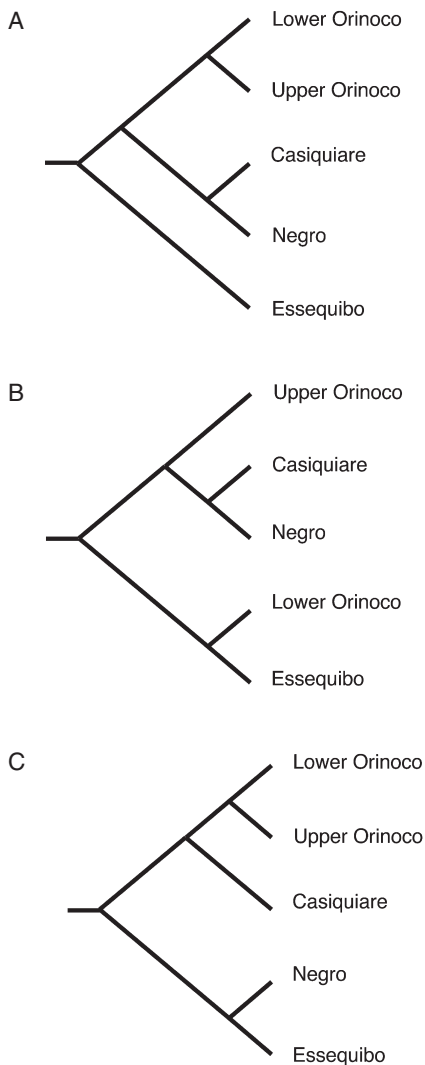 A
Lower Orinoco
Upper Orinoco
Casiquiare
Negro
Essequibo
B
Upper Orinoco
Casiquiare
Negro
Lower Orinoco
Essequibo
C
Lower Orinoco
Upper Orinoco
Casiquiare
Negro
Essequibo